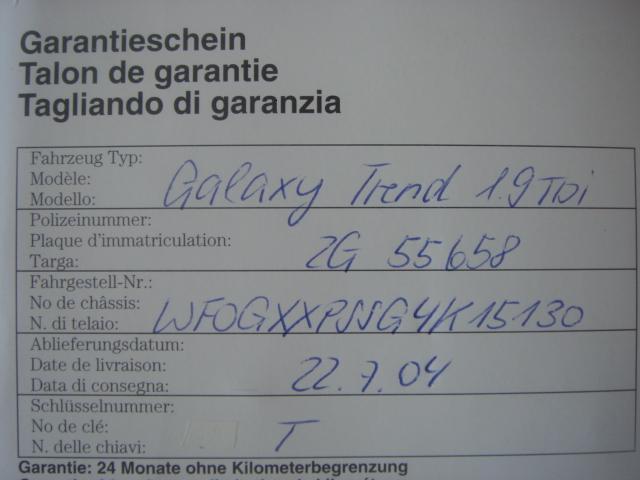 Garantieschein
Talon de garantie
Tagliando di garanzia
Fahrzeug Typ:
Modèle:
Modello:
Galaxy Trend 1.9 TDi
Polizeinummer:
Plaque d'immatriculation:
Targa:
ZG 55658
Fahrgestell-Nr.:
No de châssis:
N. di telaio:
WFOGXXPSSG4K15130
Ablieferungsdatum:
Date de livraison:
Data di consegna:
22.7.04
Schlüsselnummer:
No de clé:
N. delle chiavi:
T
Garantie: 24 Monate ohne Kilometerbegrenzung